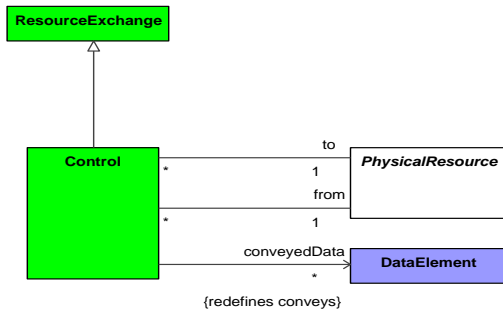 ResourceExchange
Control
to
PhysicalResource
*
1
from
*
1
conveyedData
DataElement
*
{redefines conveys}